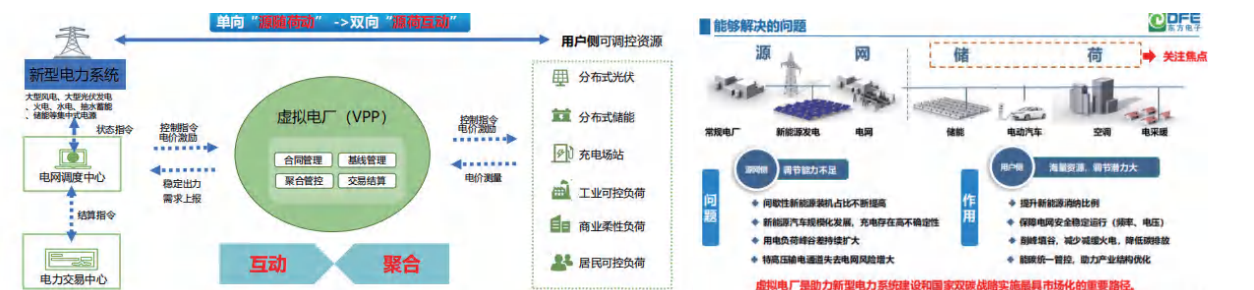 单向“源随荷动” ->双向“源荷互动”
新型电力系统
大型风电、大型光伏发电
、火电、水电、抽水蓄能
、储能等集中式电源
状态指令
电网调度中心
结算指令
电力交易中心
控制指令
电价激励
稳定出力
需求上报
虚拟电厂（VPP）
合同管理
基线管理
聚合管控
交易结算
互动
聚合
控制指令
电价激励
电价测量
用户侧可调控资源
分布式光伏
分布式储能
充电场站
工业可控负荷
商业柔性负荷
居民可控负荷
能够解决的问题
DFE
东方电子
源
网
储
荷
关注焦点
常规电厂
新能源发电
电网
储能
电动汽车
空调
电采暖
问题
源网侧
调节能力不足
间歇性新能源装机占比不断提高
新能源汽车规模化发展，充电存在高不确定性
用电负荷峰谷差持续扩大
特高压输电通道失去电网风险增大
作用
用户侧
海量资源，调节潜力大
提升新能源消纳比例
保障电网安全稳定运行（频率、电压）
削峰填谷，减少减缓火电，降低碳排放
能碳统一管控，助力产业结构优化
虚拟电厂是助力新型电力系统建设和国家双碳战略实施最具市场化的重要路径。